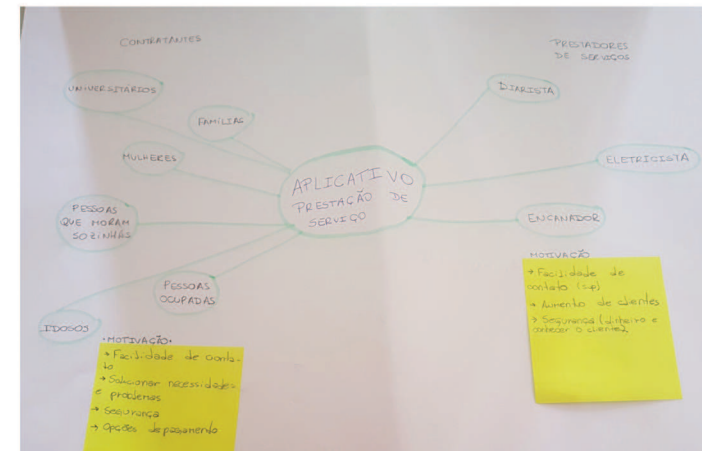 CONTRATANTES
PRESTADORES
DE SERVIÇOS
UNIVERSITÁRIOS
FAMÍLIAS
MULHERES
PESSOAS
QUE MORAM
SOZINHAS
IDOSOS
PESSOAS
OCUPADAS
APLICATIVO
PRESTAÇÃO DE
SERVIÇO
DIARISTA
ELETRICISTA
ENCANADOR
•MOTIVAÇÃO•
→ Facilidade de conta-
to
→ Solucionar necessidades
e problemas
→ Segurança
→ Opções de pagamento
MOTIVAÇÃO
→ Facilidade de
contato
→ Aumento de clientes
→ Segurança (dinheiro e
conhecer o cliente)